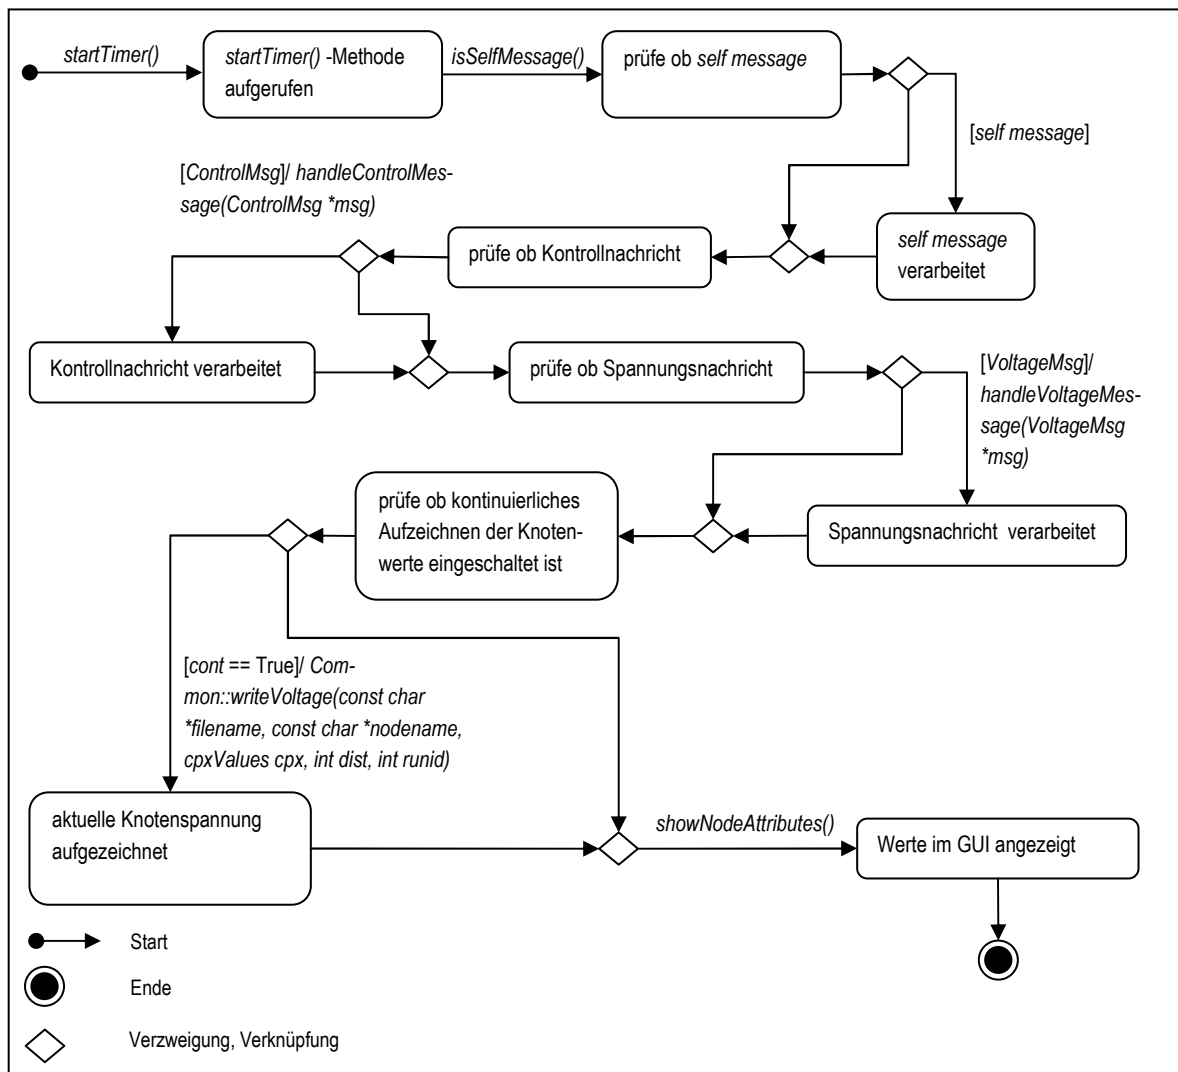 startTimer()
startTimer() -Methode
aufgerufen
isSelfMessage()
prüfe ob self message
[self message]
[ControlMsg]/ handleControlMes-
sage(ControlMsg *msg)
prüfe ob Kontrollnachricht
self message
verarbeitet
Kontrollnachricht verarbeitet
prüfe ob Spannungsnachricht
[VoltageMsg]/
handleVoltageMes-
sage(VoltageMsg
*msg)
prüfe ob kontinuierliches
Aufzeichnen der Knoten-
werte eingeschaltet ist
Spannungsnachricht verarbeitet
[cont == True]/ Com-
mon::writeVoltage(const char
*filename, const char *nodename,
cpxValues cpx, int dist, int runid)
aktuelle Knotenspannung
aufgezeichnet
showNodeAttributes()
Werte im GUI angezeigt
Start
Ende
Verzweigung, Verknüpfung